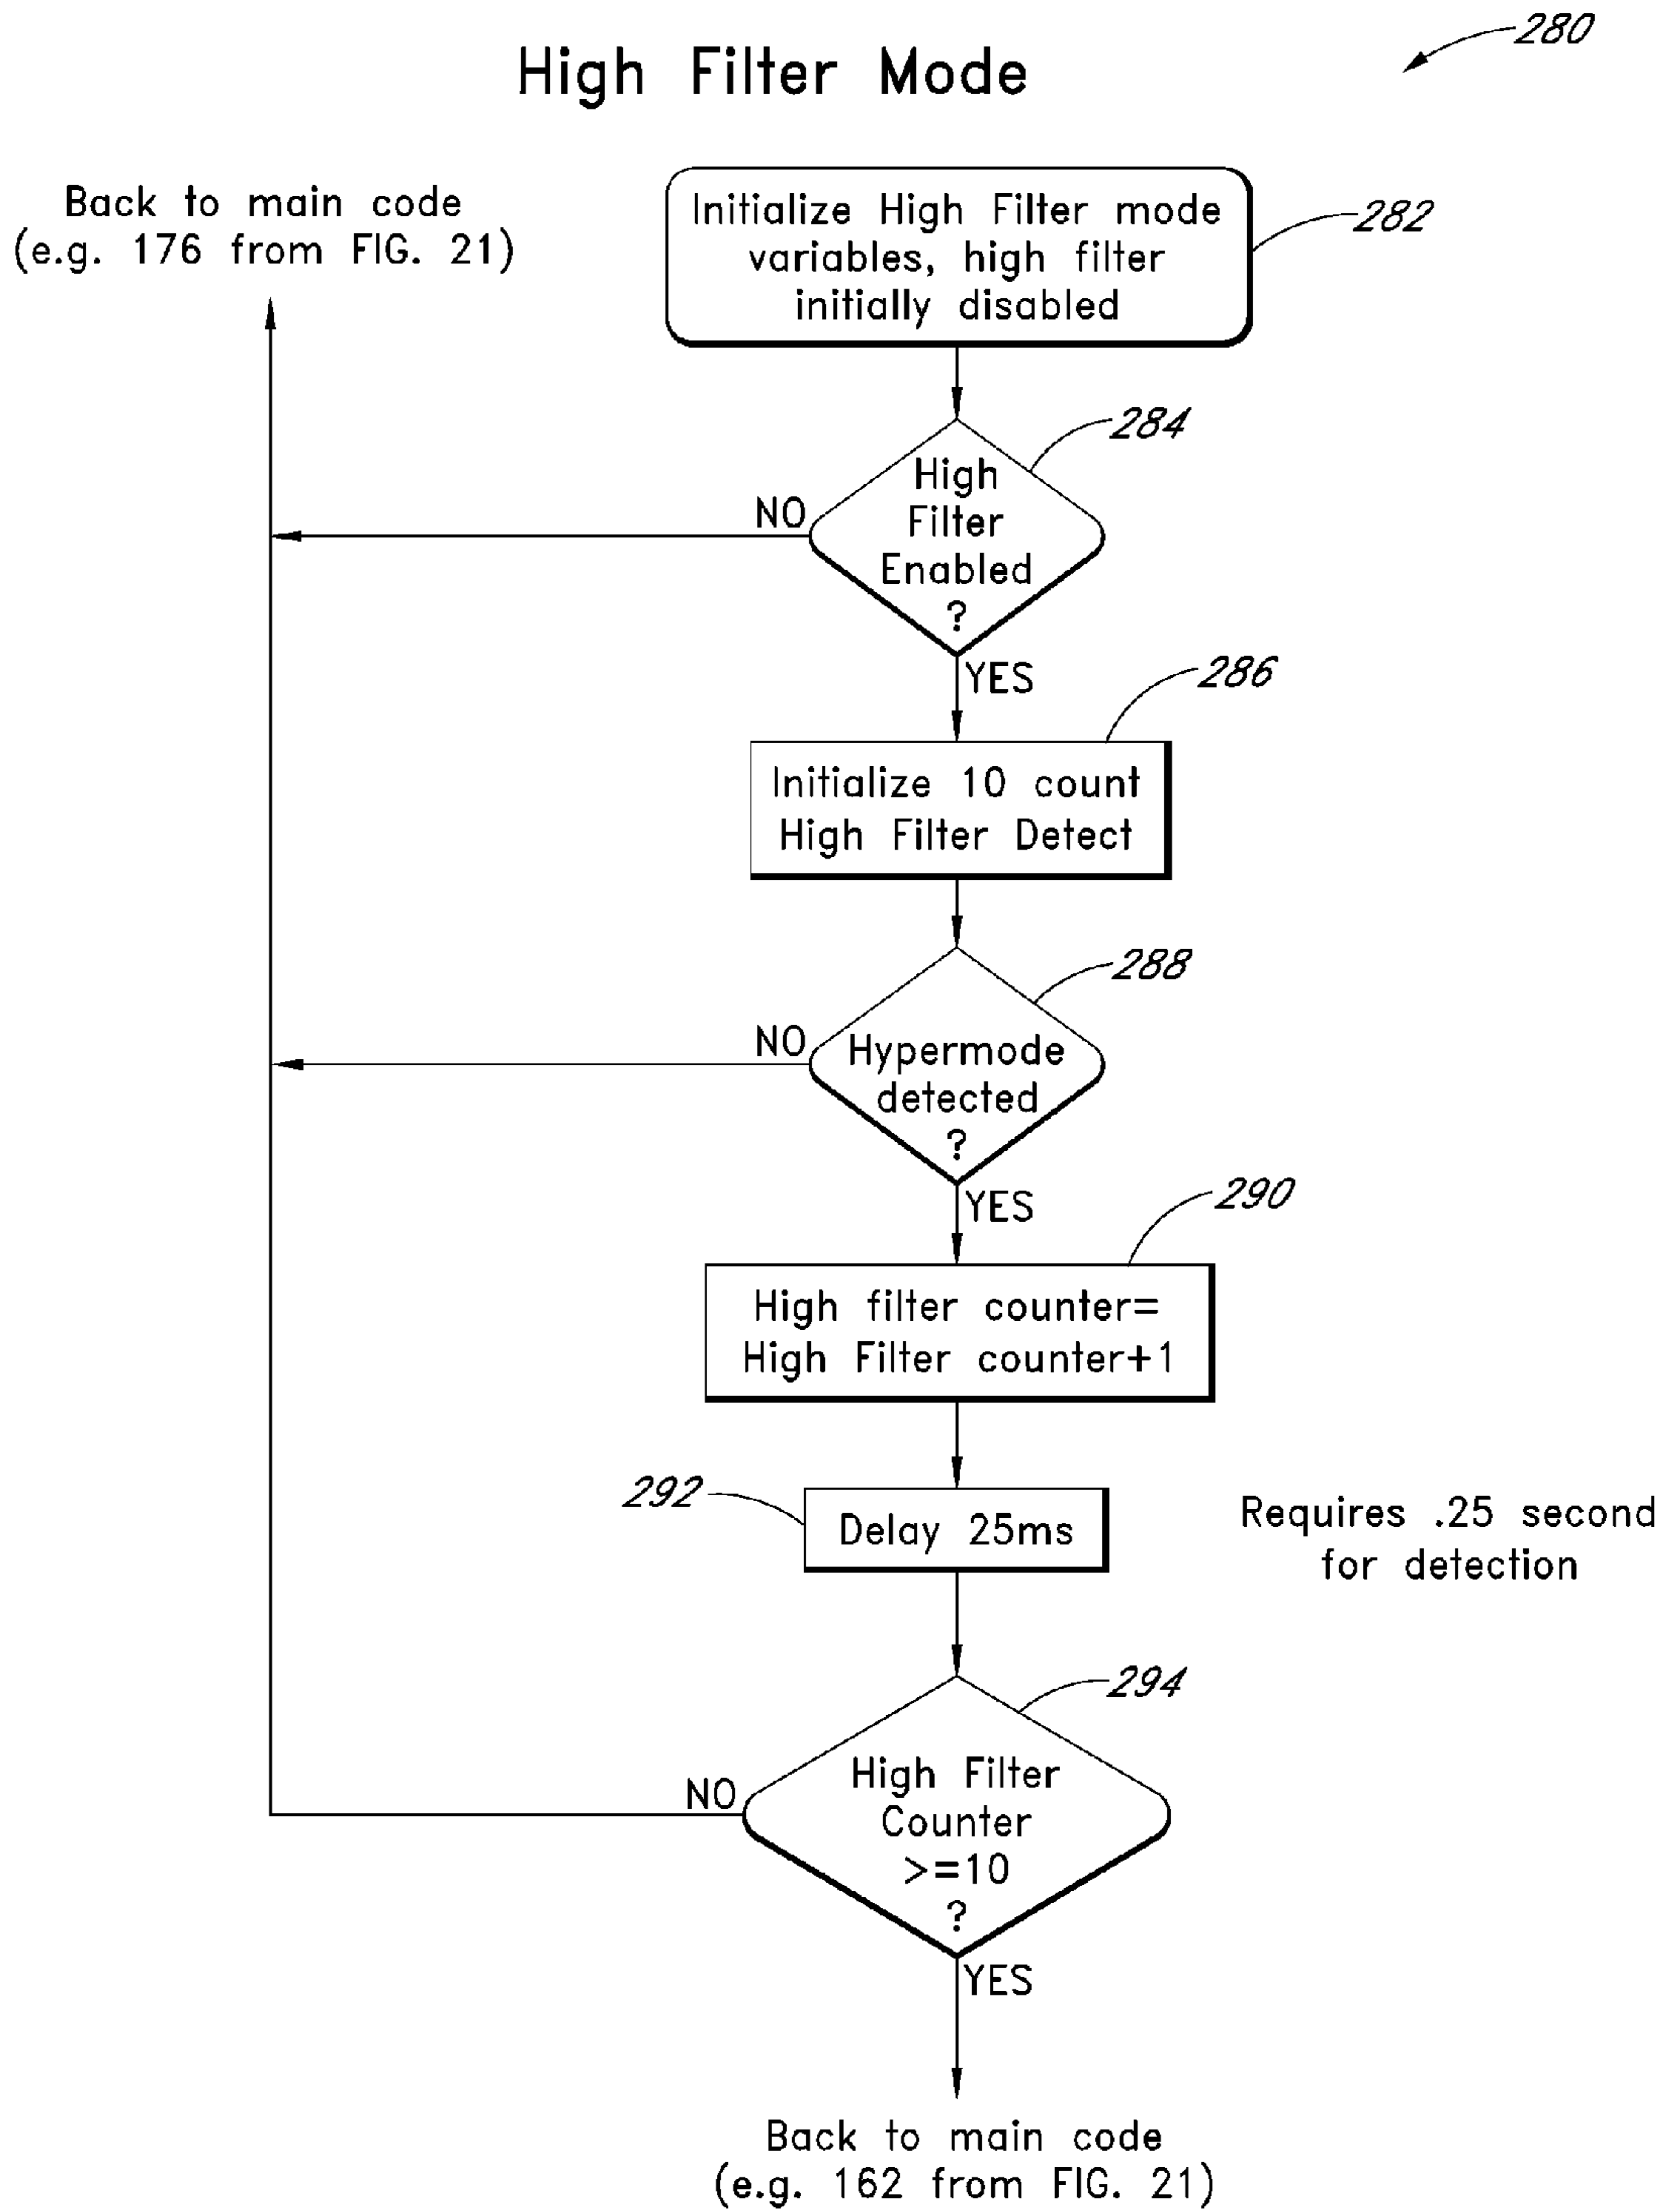 280
High Filter Mode
Back to main code
(e.g. 176 from FIG. 21)
Initialize High Filter mode
variables, high filter
initially disabled
282
284
High
Filter
Enabled
?
NO
YES
286
Initialize 10 count
High Filter Detect
288
NO
Hypermode
detected
?
YES
290
High filter counter=
High Filter counter+1
292
Delay 25ms
Requires .25 second
for detection
294
NO
High Filter
Counter
>=10
?
YES
Back to main code
(e.g. 162 from FIG. 21)